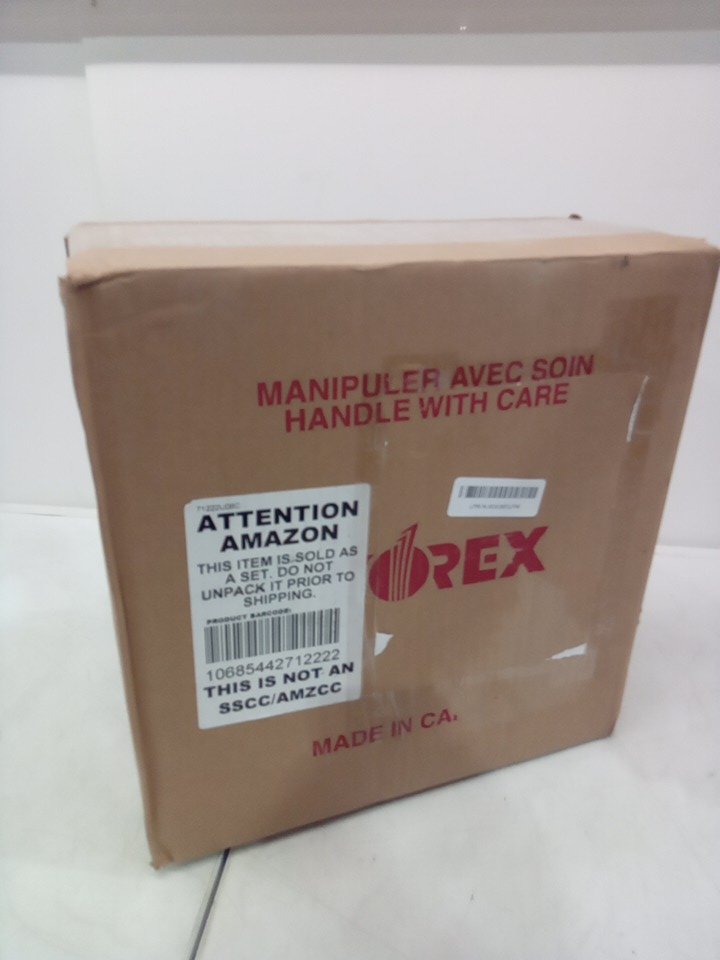 MANIPULER AVEC SOIN
HANDLE WITH CARE
ATTENTION
AMAZON
THIS ITEM IS SOLD AS
A SET. DO NOT
UNPACK IT PRIOR TO
SHIPPING.
PRODUCT BARCODE:
10685442712222
THIS IS NOT AN
SSCC/AMZCC
OREX
MADE IN CA.